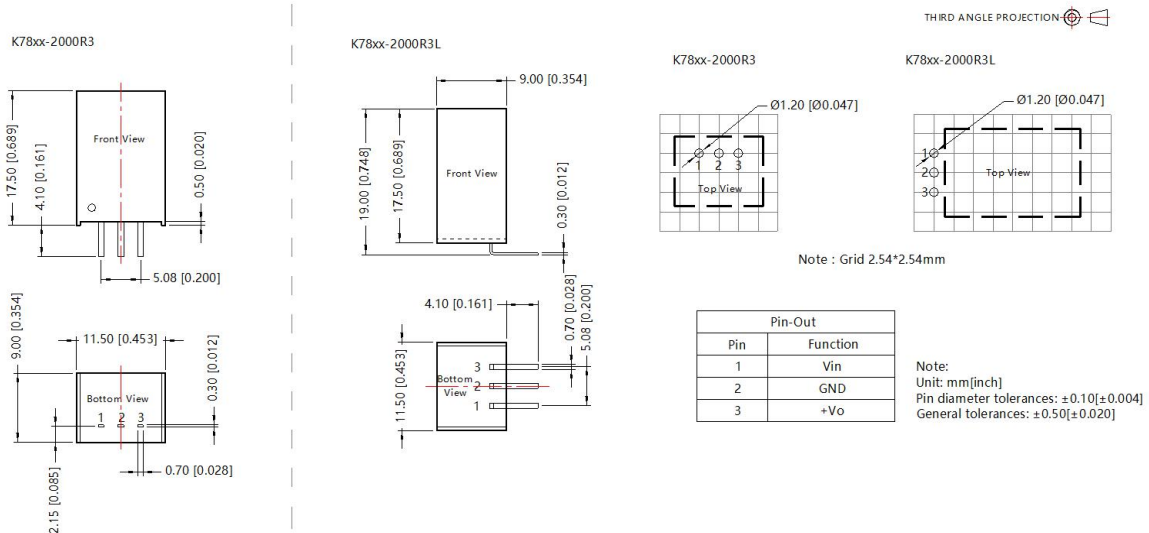 THIRD ANGLE PROJECTION
K78xx-2000R3
17.50 [0.689]
4.10 [0.161]
Front View
0.50 [0.020]
5.08 [0.200]
9.00 [0.354]
11.50 [0.453]
0.30 [0.012]
Bottom View
1 2 3
2.15 [0.085]
0.70 [0.028]
K78xx-2000R3L
9.00 [0.354]
19.00 [0.748]
17.50 [0.689]
Front View
0.30 [0.012]
4.10 [0.161]
0.70 [0.028]
5.08 [0.200]
11.50 [0.453]
Bottom
View
3
2
1
K78xx-2000R3
Ø1.20 [Ø0.047]
1 2 3
Top View
K78xx-2000R3L
Ø1.20 [Ø0.047]
1
2
3
Top View
Note : Grid 2.54*2.54mm
Pin-Out
Pin Function
1 Vin
2 GND
3 +Vo
Note:
Unit: mm[inch]
Pin diameter tolerances: ±0.10[±0.004]
General tolerances: ±0.50[±0.020]